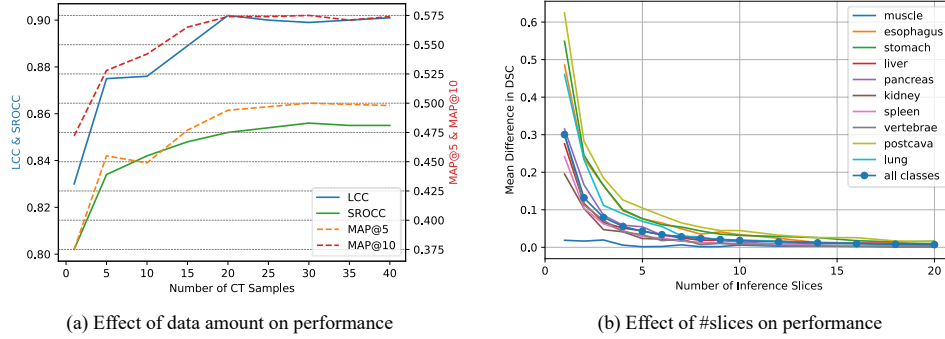 0.90
0.88
0.86
0.84
0.82
0.80
LCC & SROCC
0.575
0.550
0.525
0.500
0.475
0.450
0.425
0.400
0.375
MAP@5 & MAP@10
LCC
SROCC
MAP@5
MAP@10
0 5 10 15 20 25 30 35 40
Number of CT Samples
(a) Effect of data amount on performance
0.6
0.5
0.4
0.3
0.2
0.1
0.0
Mean Difference in DSC
muscle
esophagus
stomach
liver
pancreas
kidney
spleen
vertebrae
postcava
lung
all classes
0 5 10 15 20
Number of Inference Slices
(b) Effect of #slices on performance